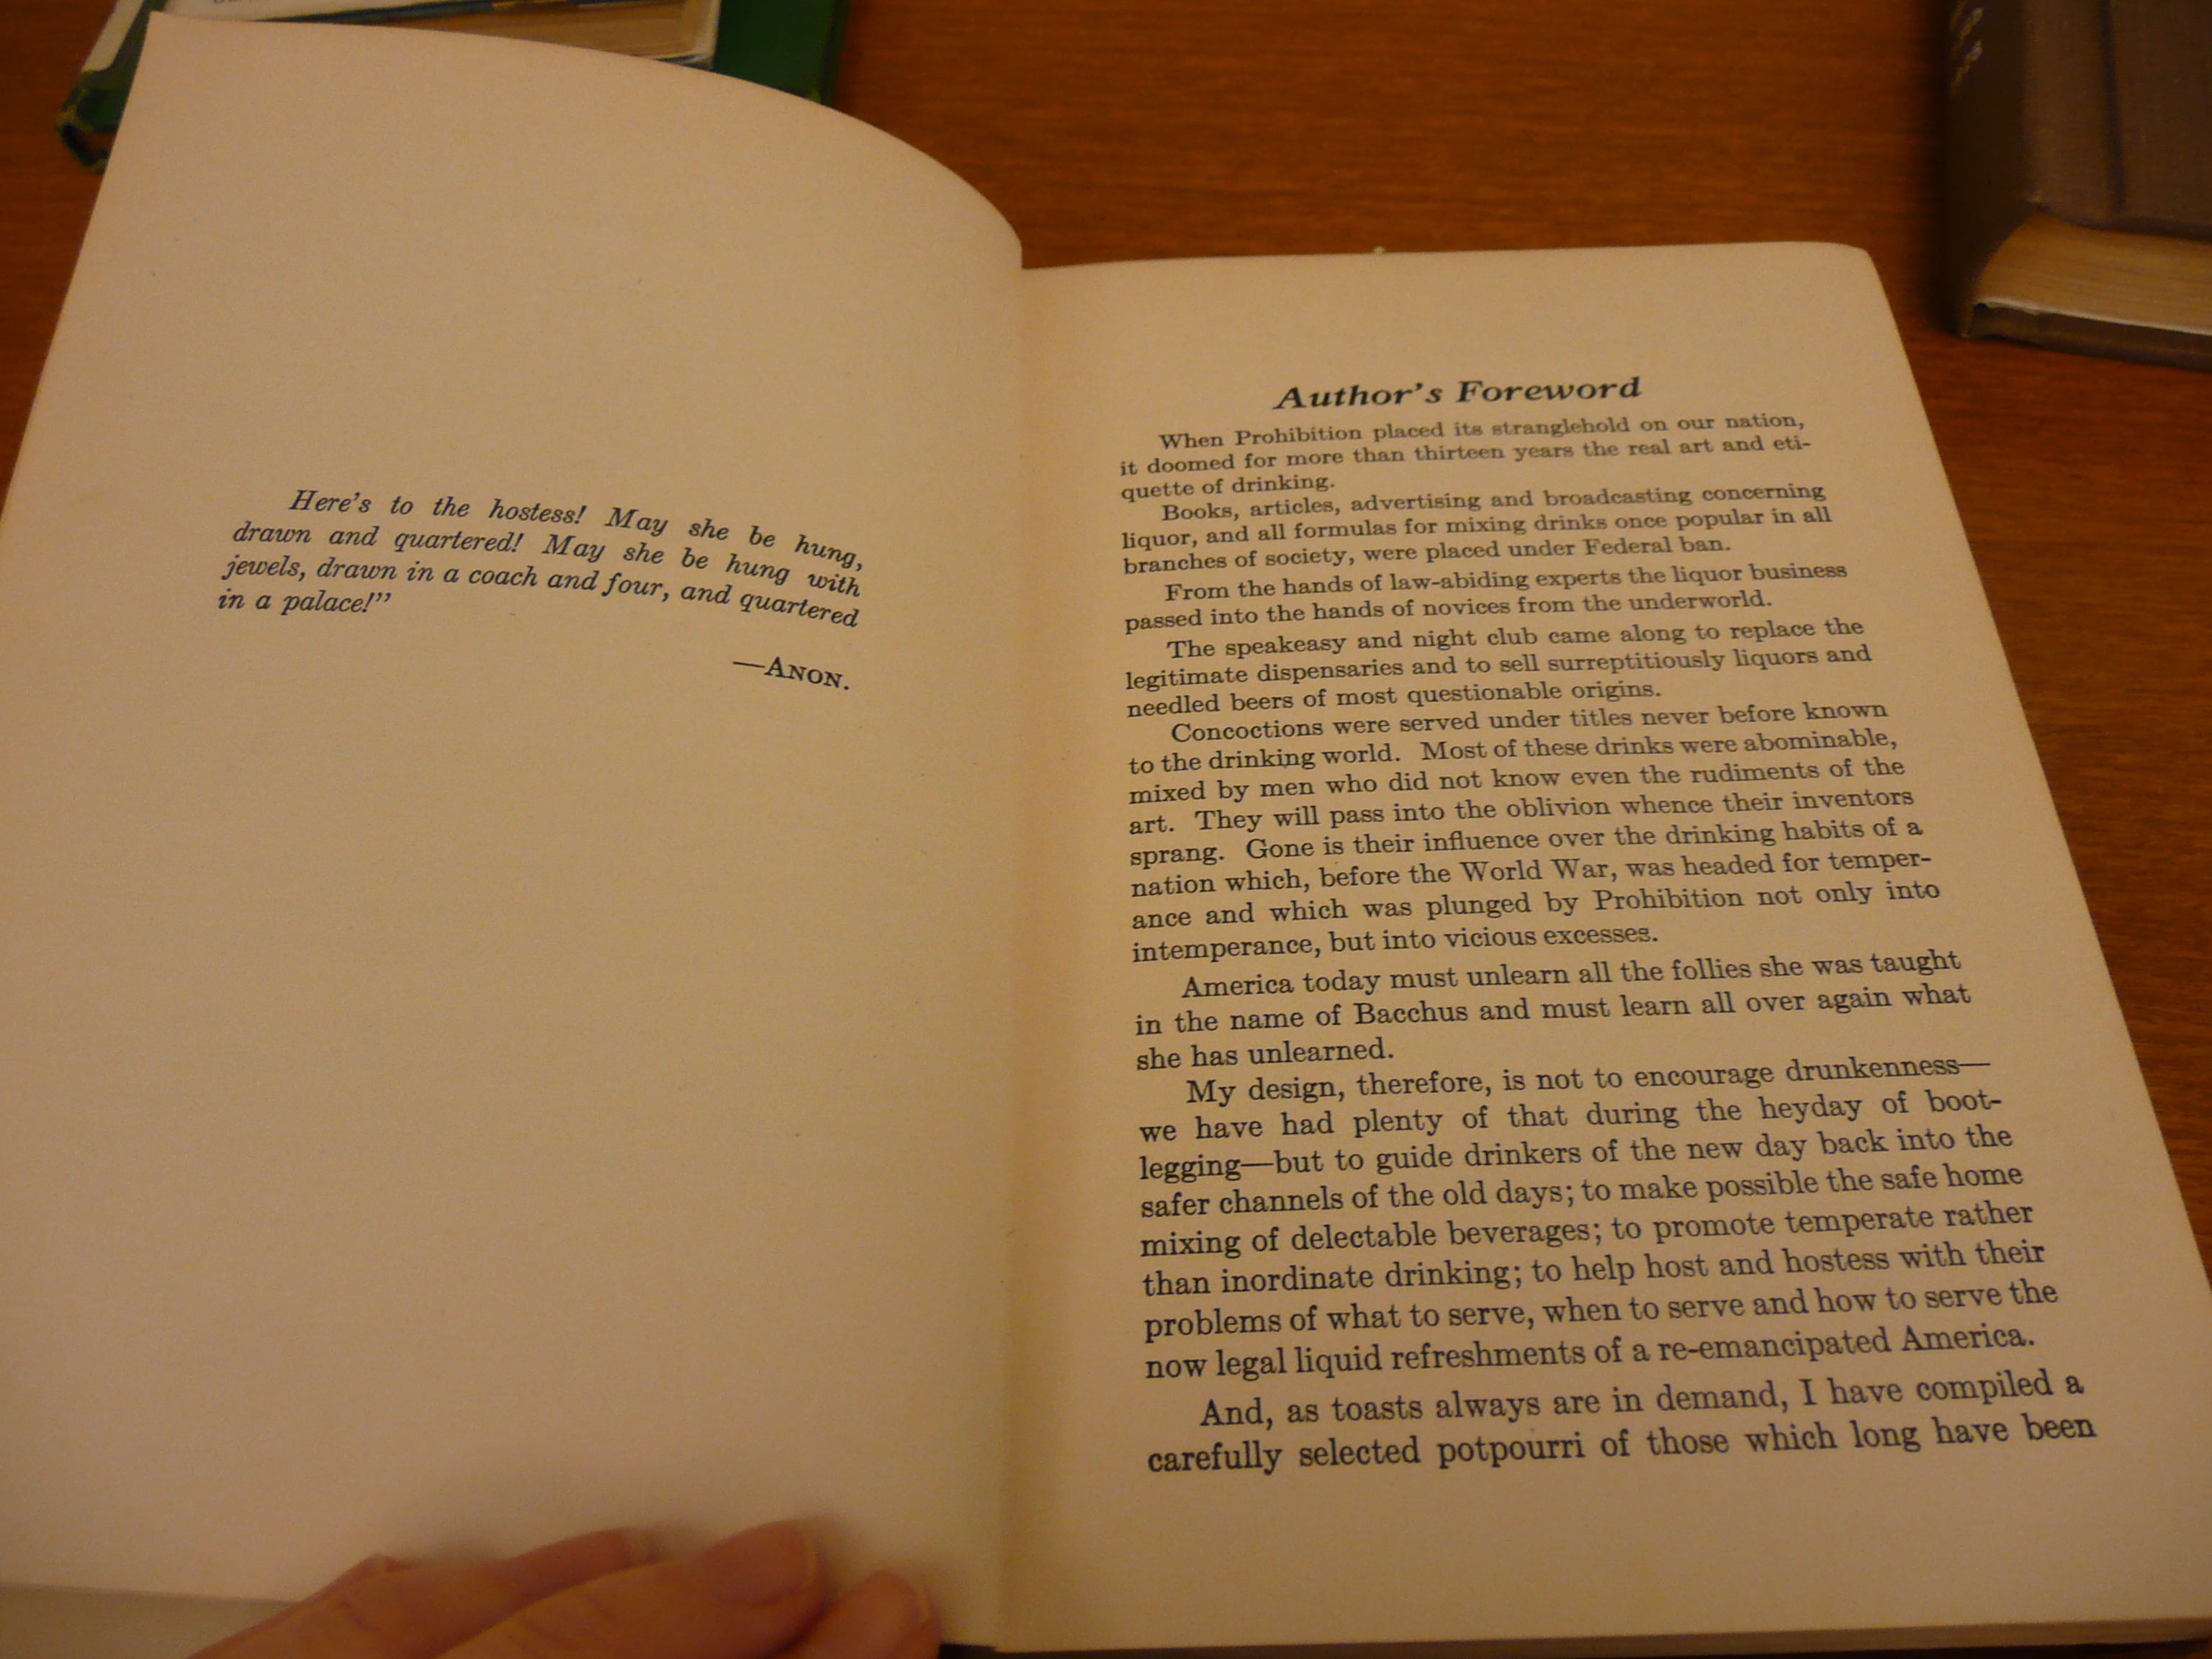 Here's to the hostess! May she be hung,
drawn and quartered! May she be hung with
jewels, drawn in a coach and four, and quartered
in a palace!"
—ANON.
Author's Foreword
When Prohibition placed its stranglehold on our nation,
it doomed for more than thirteen years the real art and eti-
quette of drinking.
Books, articles, advertising and broadcasting concerning
liquor, and all formulas for mixing drinks once popular in all
branches of society, were placed under Federal ban.
From the hands of law-abiding experts the liquor business
passed into the hands of novices from the underworld.
The speakeasy and night club came along to replace the
legitimate dispensaries and to sell surreptitiously liquors and
needled beers of most questionable origins.
Concoctions were served under titles never before known
to the drinking world. Most of these drinks were abominable,
mixed by men who did not know even the rudiments of the
art. They will pass into the oblivion whence their inventors
sprang. Gone is their influence over the drinking habits of a
nation which, before the World War, was headed for temper-
ance and which was plunged by Prohibition not only into
intemperance, but into vicious excesses.
America today must unlearn all the follies she was taught
in the name of Bacchus and must learn all over again what
she has unlearned.
My design, therefore, is not to encourage drunkenness—
we have had plenty of that during the heyday of boot-
legging—but to guide drinkers of the new day back into the
safer channels of the old days; to make possible the safe home
mixing of delectable beverages; to promote temperate rather
than inordinate drinking; to help host and hostess with their
problems of what to serve, when to serve and how to serve the
now legal liquid refreshments of a re-emancipated America.
And, as toasts always are in demand, I have compiled a
carefully selected potpourri of those which long have been